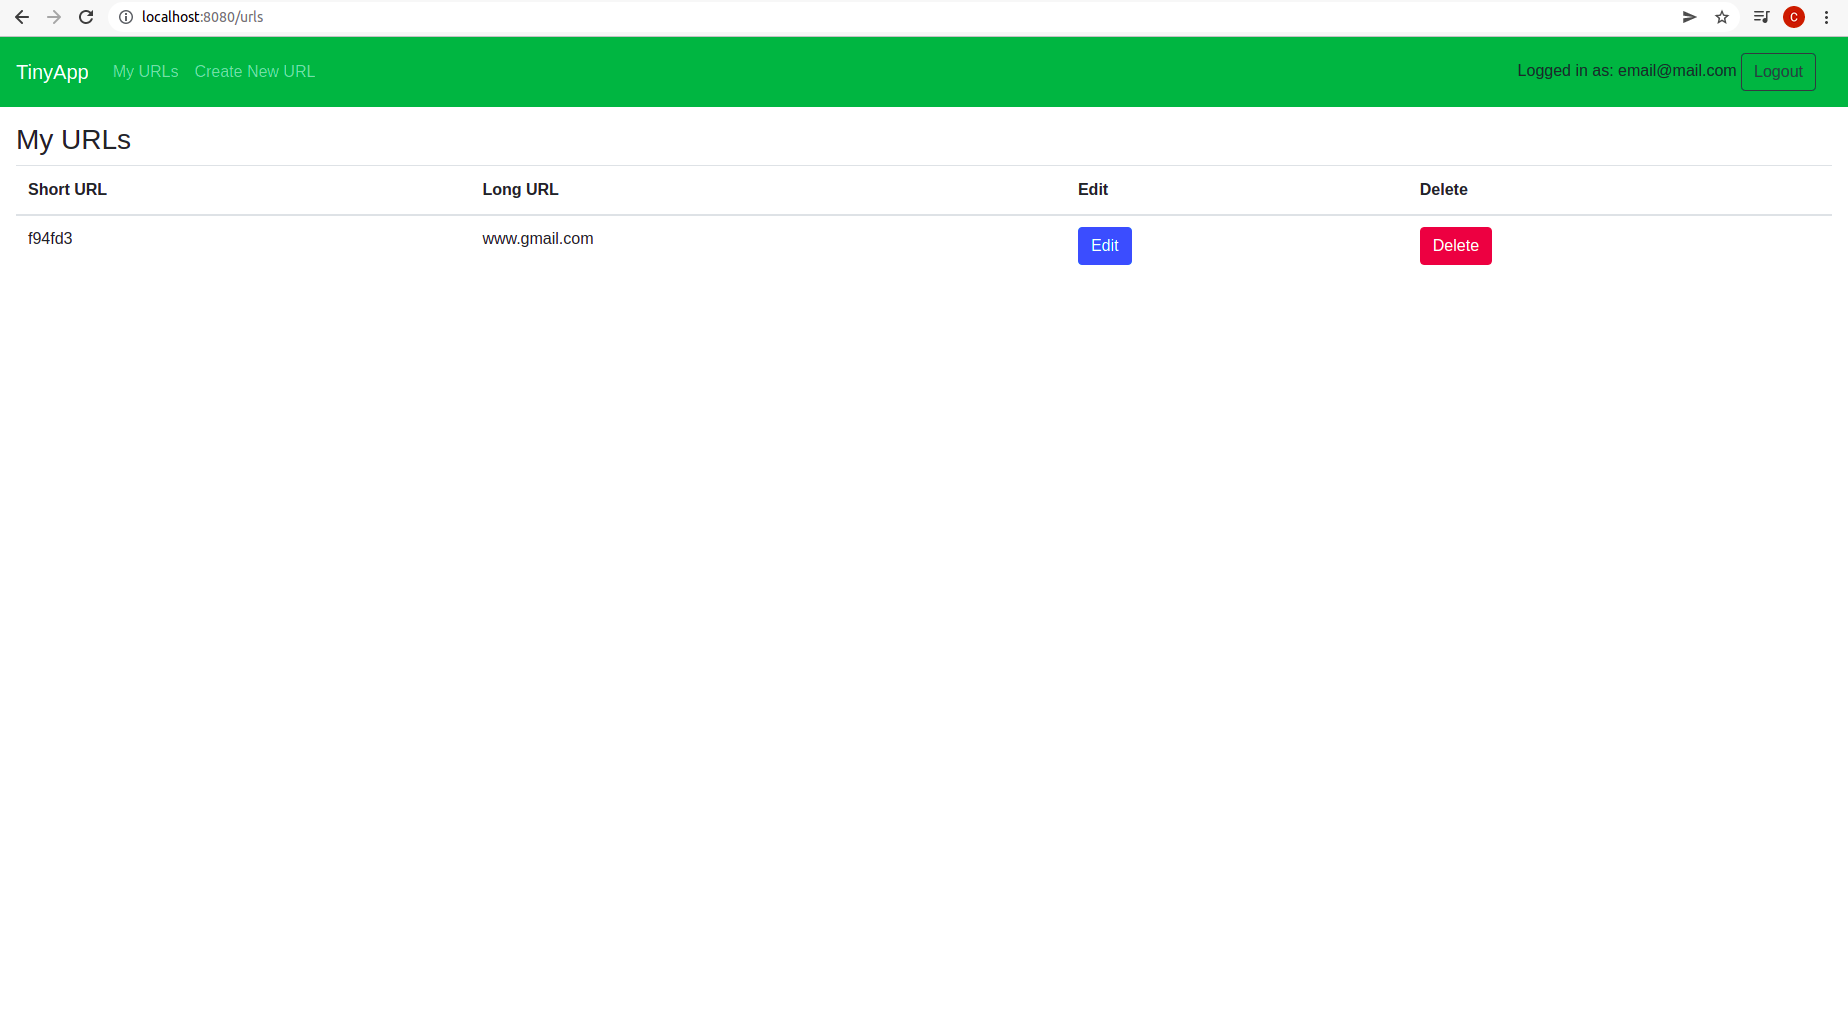 localhost:8080/urls
C
TinyApp My URLs Create New URL Logged in as: email@mail.com Logout
My URLs
Short URL Long URL Edit Delete
f94fd3 www.gmail.com Edit Delete